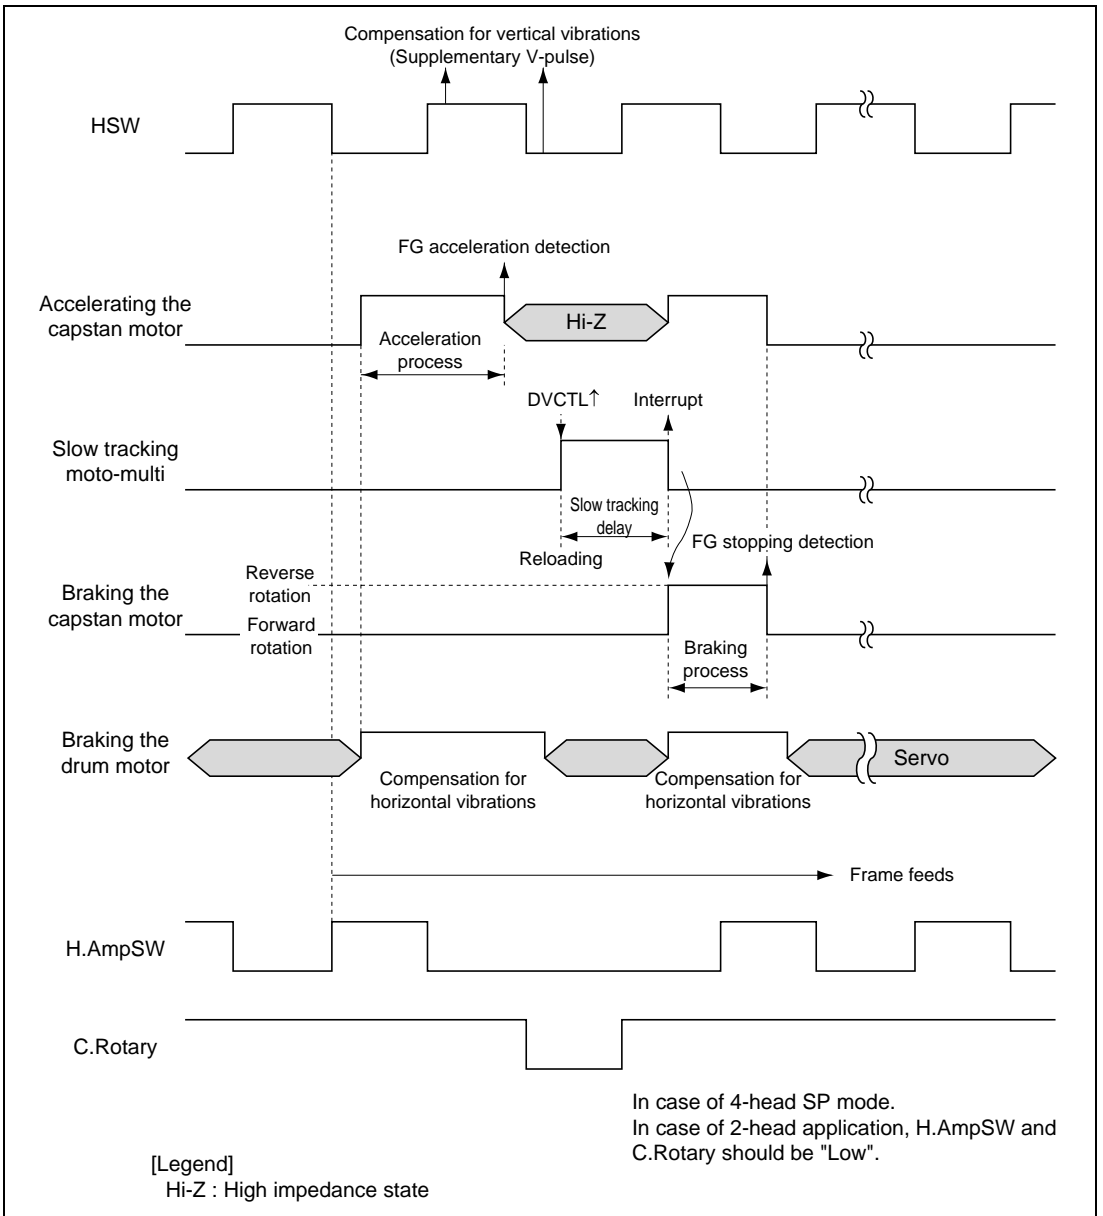 Compensation for vertical vibrations
(Supplementary V-pulse)
HSW
FG acceleration detection
Accelerating the
capstan motor
Hi-Z
Acceleration
process
DVCTL↑
Interrupt
Slow tracking
moto-multi
Slow tracking
delay
FG stopping detection
Reloading
Reverse
rotation
Braking the
capstan motor
Forward
rotation
Braking
process
Braking the
drum motor
Servo
Compensation for
horizontal vibrations
Compensation for
horizontal vibrations
Frame feeds
H.AmpSW
C.Rotary
In case of 4-head SP mode.
In case of 2-head application, H.AmpSW and
C.Rotary should be "Low".
[Legend]
Hi-Z : High impedance state